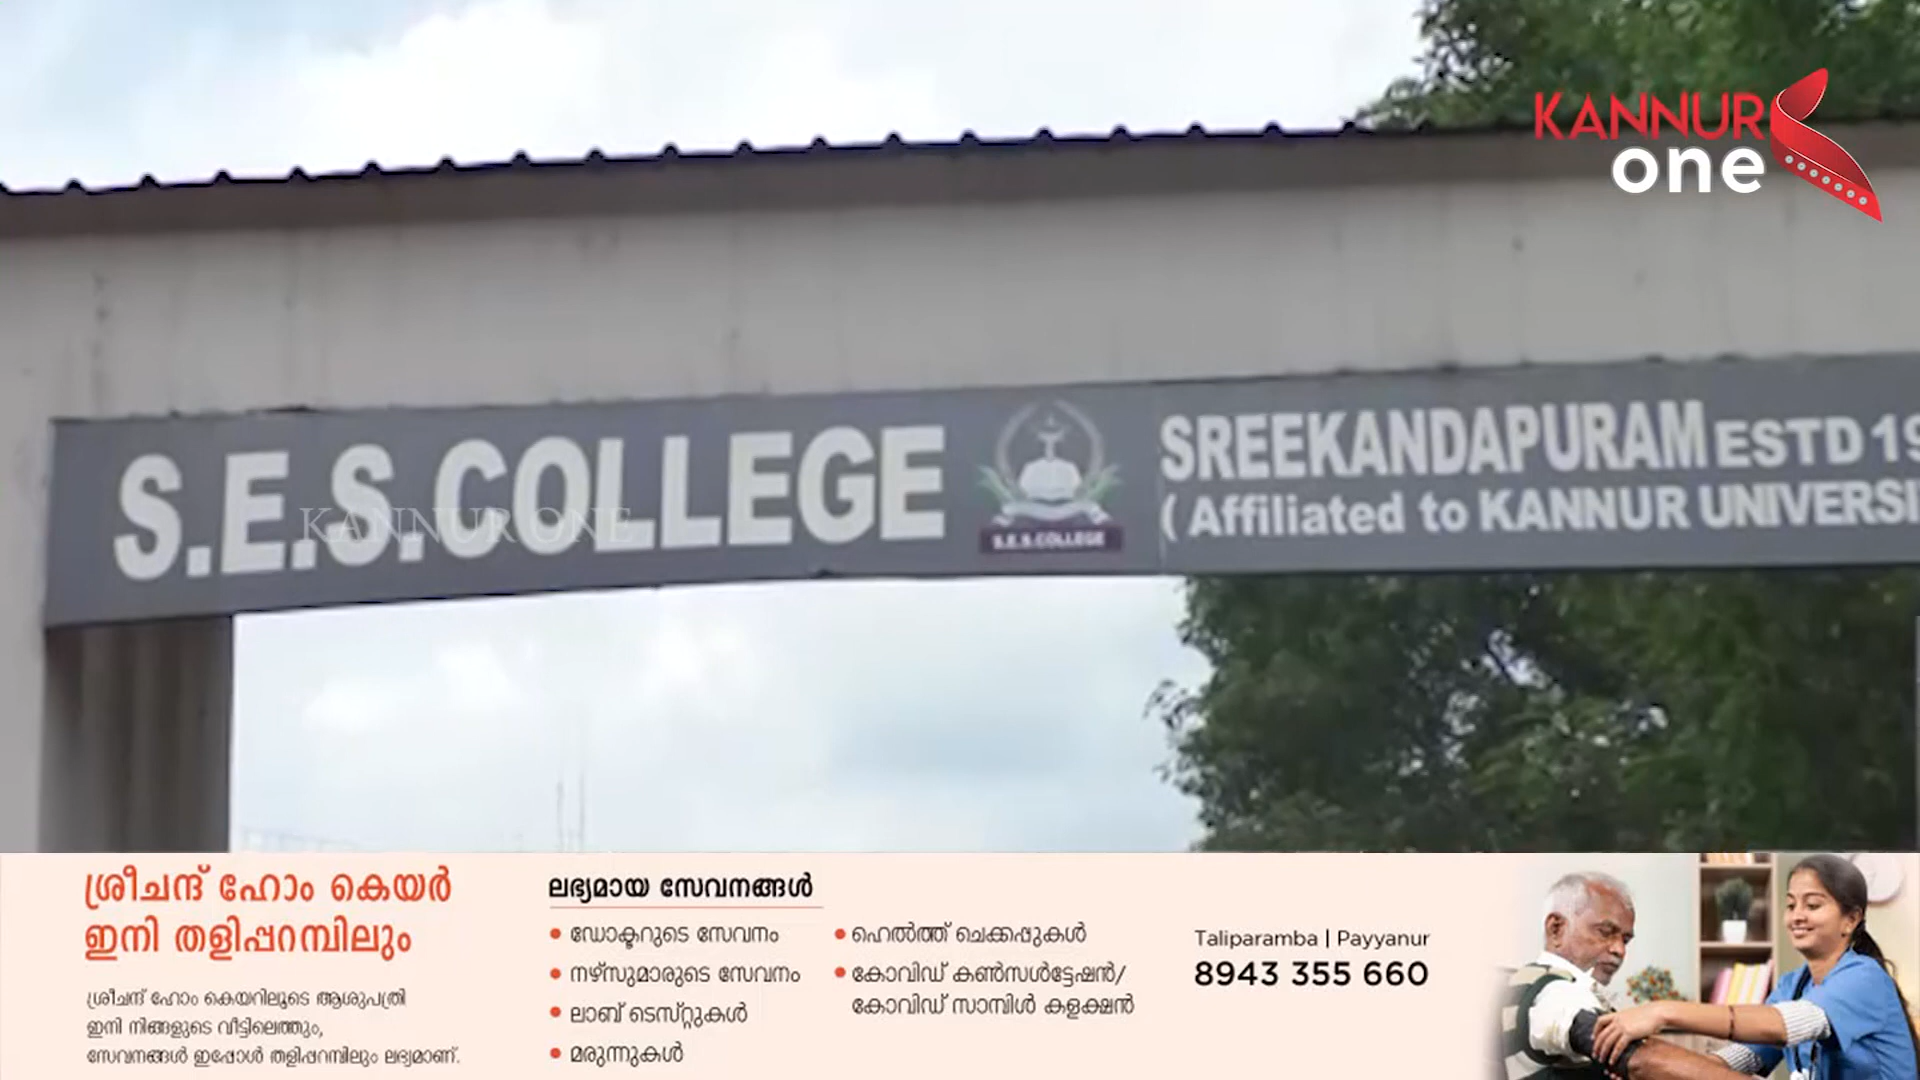 KANNUR
one
S.E.S.COLLEGE
S.E.S.COLLEGE
SREEKANDAPURAM ESTD 19
( Affiliated to KANNUR UNIVERSI
KANNUR ONE
ശ്രീചന്ദ് ഹോം കെയർ
ഇനി തളിപ്പറമ്പിലും
ശ്രീചന്ദ് ഹോം കെയറിലൂടെ ആശുപത്രി
ഇനി നിങ്ങളുടെ വീട്ടിലെത്തും,
സേവനങ്ങൾ ഇപ്പോൾ തളിപ്പറമ്പിലും ലഭ്യമാണ്.
ലഭ്യമായ സേവനങ്ങൾ
• ഡോക്ടറുടെ സേവനം
• നഴ്സുമാരുടെ സേവനം
• ലാബ് ടെസ്റ്റുകൾ
• മരുന്നുകൾ
• ഹെൽത്ത് ചെക്കപ്പുകൾ
• കോവിഡ് കൺസൾട്ടേഷൻ/
കോവിഡ് സാമ്പിൾ കളക്ഷൻ
Taliparamba | Payyanur
8943 355 660